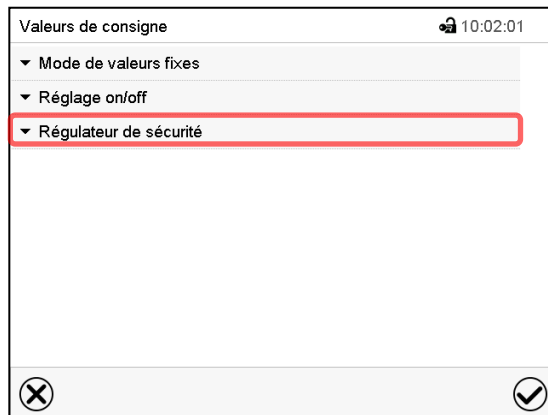 Valeurs de consigne 10:02:01
Mode de valeurs fixes
Réglage on/off
Régulateur de sécurité